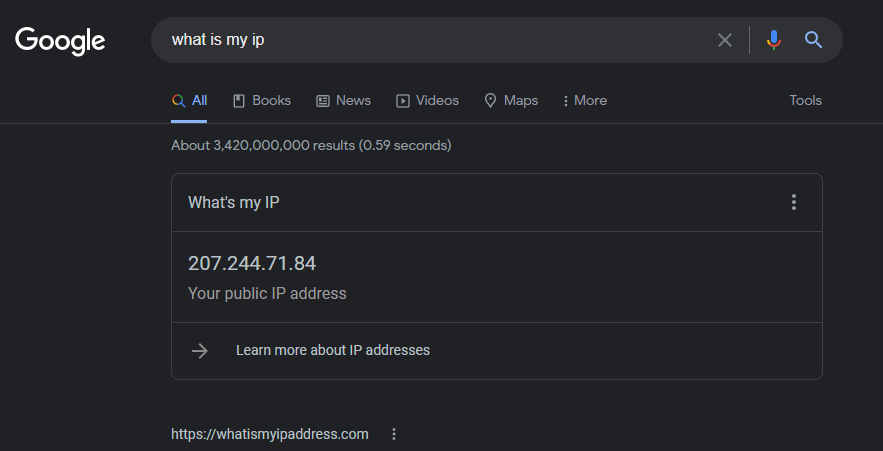 Google
what is my ip
All Books News Videos Maps More Tools
About 3,420,000,000 results (0.59 seconds)
What's my IP
207.244.71.84
Your public IP address
Learn more about IP addresses
https://whatismyipaddress.com